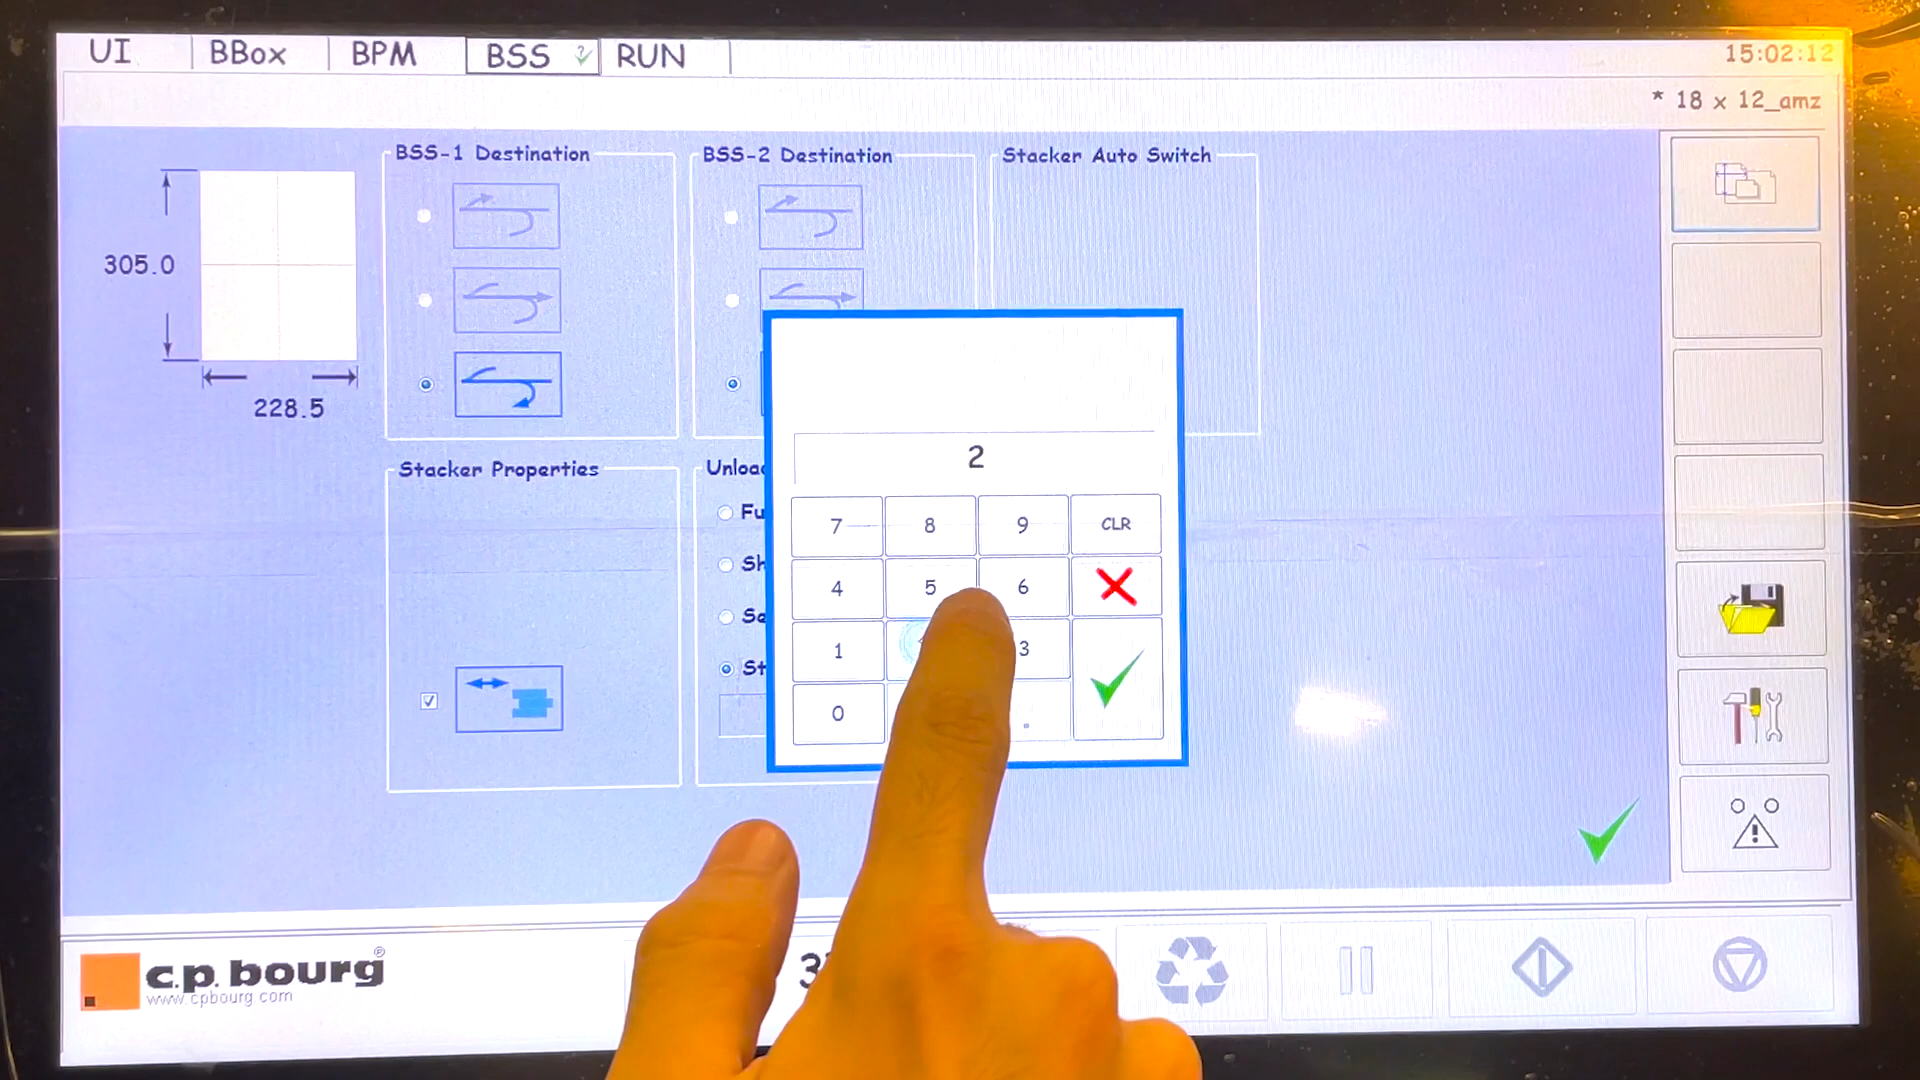 UI BBox BPM BSS RUN 15:02:12
* 18 x 12_amz
BSS-1 Destination BSS-2 Destination Stacker Auto Switch
305.0
228.5
Stacker Properties
2
7 8 9 CLR
4 5 6
1 3
0 .
c.p. bourg®
www.cpbourg.com